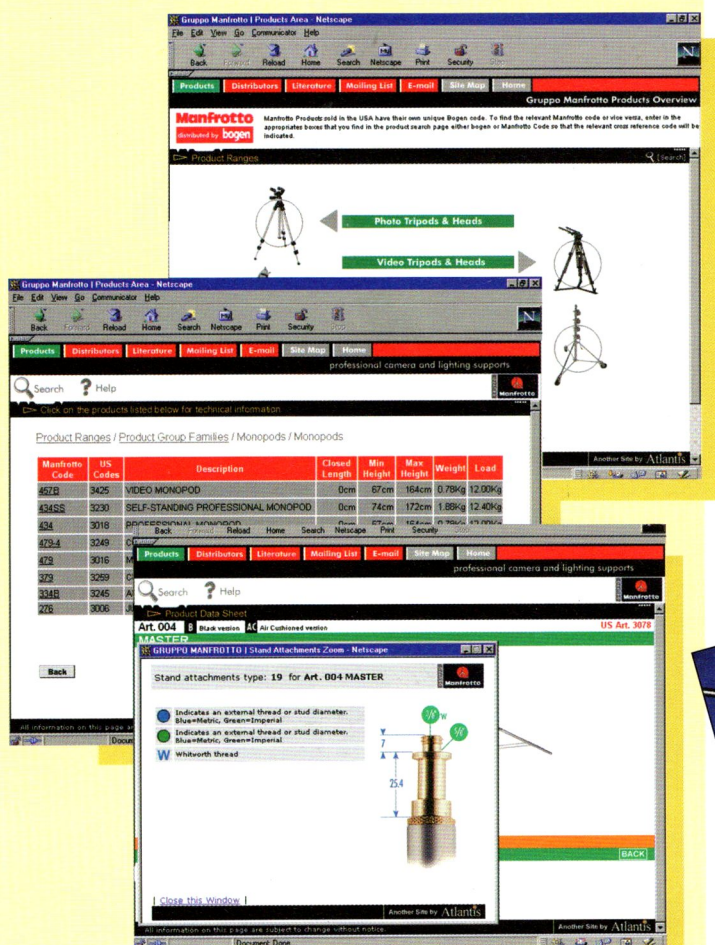 Gruppo Manfrotto | Products Area - Netscape
File Edit View Go Communicator Help
Back Forward Reload Home Search Netscape Print Security Stop
Products Distributors Literature Mailing List E-mail Site Map Home
Gruppo Manfrotto Products Overview
Manfrotto
distributed by bogen
Manfrotto Products sold in the USA have their own unique Bogen code. To find the relevant Manfrotto code or vice versa, enter in the
appropriates boxes that you find in the product search page either bogen or Manfrotto Code so that the relevant cross reference code will be
indicated.
Product Ranges
[Search]
Photo Tripods & Heads
Video Tripods & Heads
Another Site by Atlantis
Gruppo Manfrotto | Products Area - Netscape
File Edit View Go Communicator Help
Back Forward Reload Home Search Netscape Print Security Stop
Products Distributors Literature Mailing List E-mail Site Map Home
professional camera and lighting supports
Search ? Help
Manfrotto
Click on the products listed below for technical information
Product Ranges / Product Group Families / Monopods / Monopods
Manfrotto Code US Codes Description Closed Length Min Height Max Height Weight Load
457B 3425 VIDEO MONOPOD 0cm 67cm 164cm 0.78Kg 12.00Kg
434SS 3230 SELF-STANDING PROFESSIONAL MONOPOD 0cm 74cm 172cm 1.88Kg 12.40Kg
434 3018 PROFESSIONAL MONOPOD 0cm 67cm 164cm 0.78Kg 12.00Kg
479-4 3249 C
479 3016 M
379 3259 C
334B 3245 A
276 3006 JU
Back
All information on this page ar
Docum
Back Forward Reload Home Search Netscape Print Security Stop
Products Distributors Literature Mailing List E-mail Site Map Home
professional camera and lighting supports
Search ? Help
Manfrotto
Product Data Sheet
Art. 004 B Black version AC Air Cushioned version US Art. 3078
MASTER
GRUPPO MANFROTTO | Stand Attachments Zoom - Netscape
Stand attachments type: 19 for Art. 004 MASTER
Manfrotto
Indicates an external thread or stud diameter.
Blue=Metric, Green=Imperial
Indicates an external thread or stud diameter.
Blue=Metric, Green=Imperial
W Whitworth thread
3/8" W
5/8"
7
25.4
BACK
| Close this Window |
Another Site by Atlantis
All information on this page are subject to change without notice.
Another Site by Atlantis
Document: Done